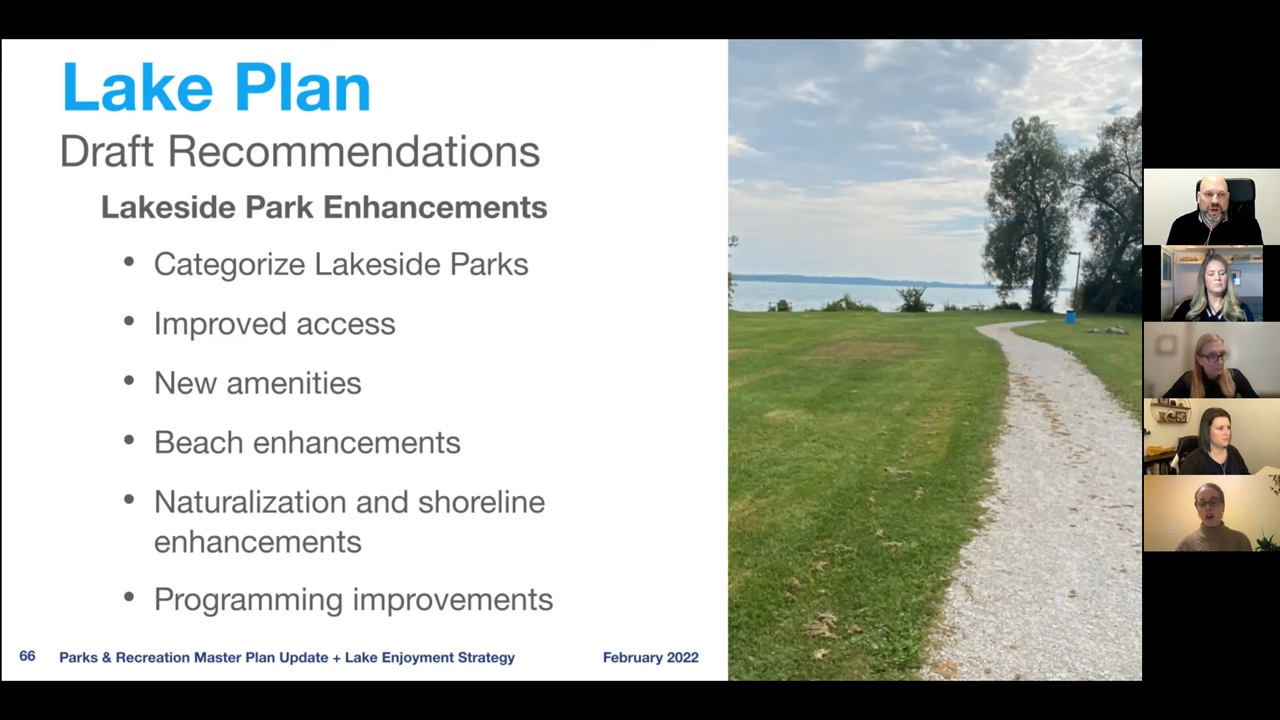 Lake Plan
Draft Recommendations
Lakeside Park Enhancements
• Categorize Lakeside Parks
• Improved access
• New amenities
• Beach enhancements
• Naturalization and shoreline
enhancements
• Programming improvements
66 Parks & Recreation Master Plan Update + Lake Enjoyment Strategy February 2022